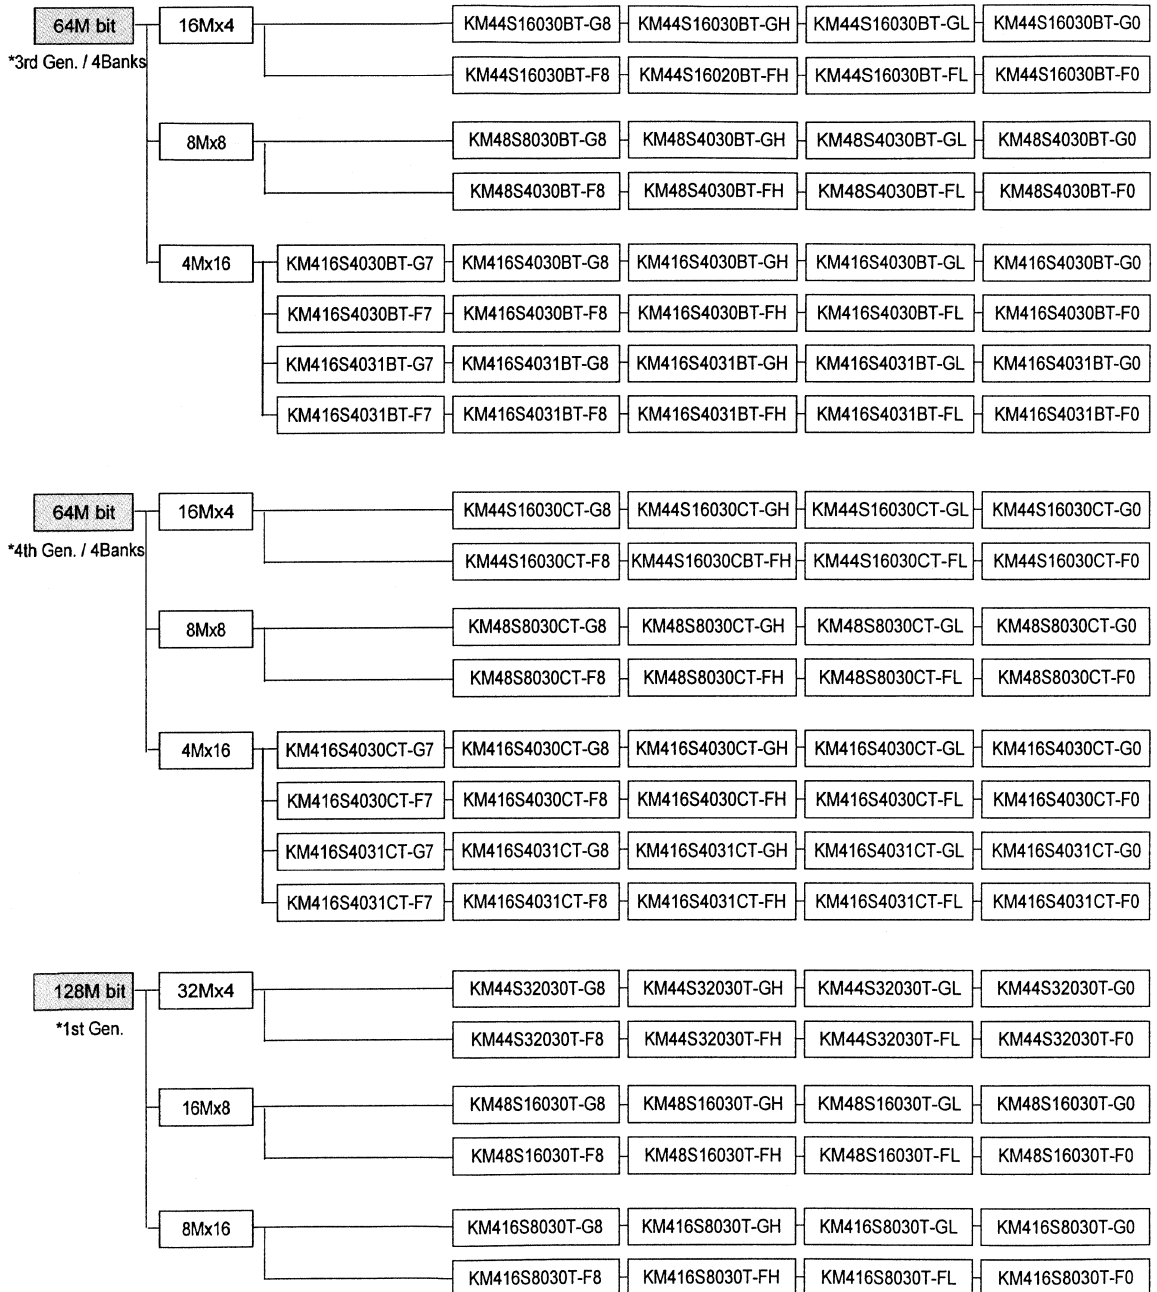 64M bit 16Mx4 KM44S16030BT-G8 KM44S16030BT-GH KM44S16030BT-GL KM44S16030BT-G0
*3rd Gen. / 4Banks
KM44S16030BT-F8 KM44S16020BT-FH KM44S16030BT-FL KM44S16030BT-F0
8Mx8 KM48S8030BT-G8 KM48S4030BT-GH KM48S4030BT-GL KM48S4030BT-G0
KM48S4030BT-F8 KM48S4030BT-FH KM48S4030BT-FL KM48S4030BT-F0
4Mx16 KM416S4030BT-G7 KM416S4030BT-G8 KM416S4030BT-GH KM416S4030BT-GL KM416S4030BT-G0
KM416S4030BT-F7 KM416S4030BT-F8 KM416S4030BT-FH KM416S4030BT-FL KM416S4030BT-F0
KM416S4031BT-G7 KM416S4031BT-G8 KM416S4031BT-GH KM416S4031BT-GL KM416S4031BT-G0
KM416S4031BT-F7 KM416S4031BT-F8 KM416S4031BT-FH KM416S4031BT-FL KM416S4031BT-F0
64M bit 16Mx4 KM44S16030CT-G8 KM44S16030CT-GH KM44S16030CT-GL KM44S16030CT-G0
*4th Gen. / 4Banks
KM44S16030CT-F8 KM44S16030CBT-FH KM44S16030CT-FL KM44S16030CT-F0
8Mx8 KM48S8030CT-G8 KM48S8030CT-GH KM48S8030CT-GL KM48S8030CT-G0
KM48S8030CT-F8 KM48S8030CT-FH KM48S8030CT-FL KM48S8030CT-F0
4Mx16 KM416S4030CT-G7 KM416S4030CT-G8 KM416S4030CT-GH KM416S4030CT-GL KM416S4030CT-G0
KM416S4030CT-F7 KM416S4030CT-F8 KM416S4030CT-FH KM416S4030CT-FL KM416S4030CT-F0
KM416S4031CT-G7 KM416S4031CT-G8 KM416S4031CT-GH KM416S4031CT-GL KM416S4031CT-G0
KM416S4031CT-F7 KM416S4031CT-F8 KM416S4031CT-FH KM416S4031CT-FL KM416S4031CT-F0
128M bit 32Mx4 KM44S32030T-G8 KM44S32030T-GH KM44S32030T-GL KM44S32030T-G0
*1st Gen.
KM44S32030T-F8 KM44S32030T-FH KM44S32030T-FL KM44S32030T-F0
16Mx8 KM48S16030T-G8 KM48S16030T-GH KM48S16030T-GL KM48S16030T-G0
KM48S16030T-F8 KM48S16030T-FH KM48S16030T-FL KM48S16030T-F0
8Mx16 KM416S8030T-G8 KM416S8030T-GH KM416S8030T-GL KM416S8030T-G0
KM416S8030T-F8 KM416S8030T-FH KM416S8030T-FL KM416S8030T-F0